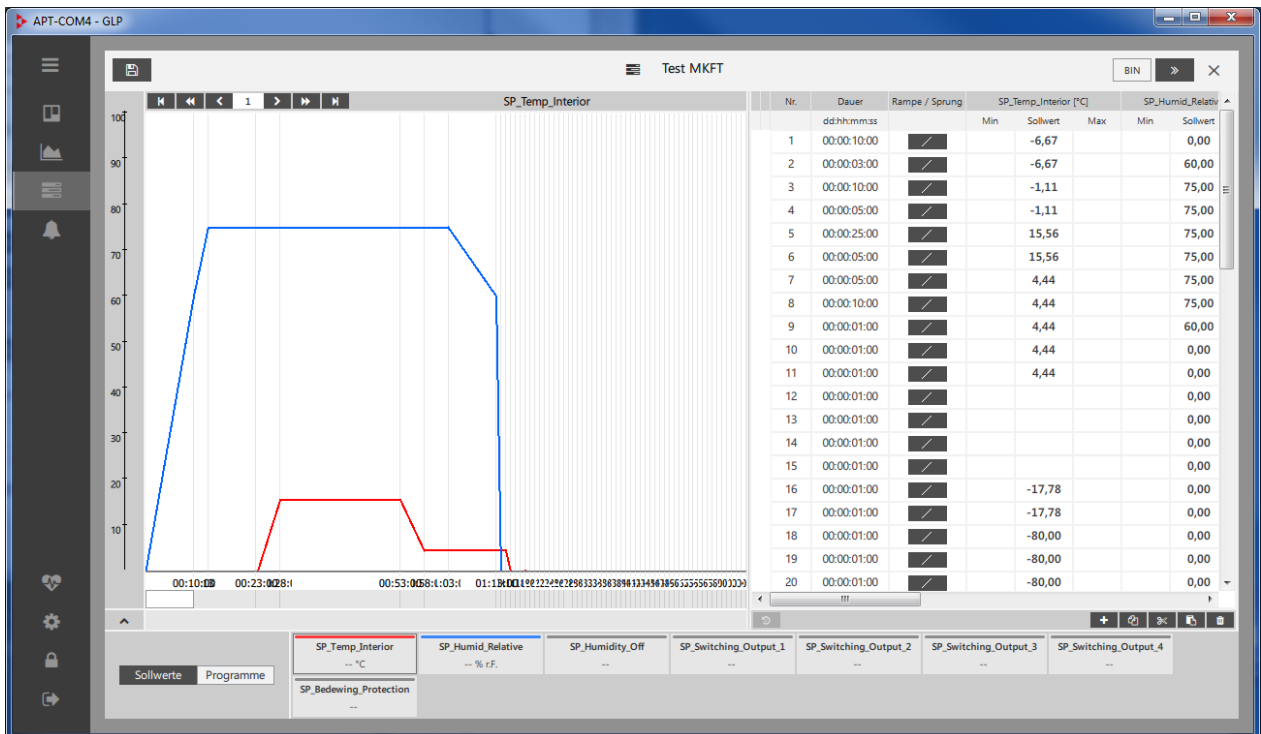 APT-COM4 - GLP
Test MKFT
BIN
1
SP_Temp_Interior
100
90
80
70
60
50
40
30
20
10
00:53:00
Nr. Dauer Rampe / Sprung SP_Temp_Interior [°C] SP_Humid_Relativ
dd:hh:mm:ss Min Sollwert Max Min Sollwert
1 00:00:10:00 -6,67 0,00
2 00:00:03:00 -6,67 60,00
3 00:00:10:00 -1,11 75,00
4 00:00:05:00 -1,11 75,00
5 00:00:25:00 15,56 75,00
6 00:00:05:00 15,56 75,00
7 00:00:05:00 4,44 75,00
8 00:00:10:00 4,44 75,00
9 00:00:01:00 4,44 60,00
10 00:00:01:00 4,44 0,00
11 00:00:01:00 4,44 0,00
12 00:00:01:00 0,00
13 00:00:01:00 0,00
14 00:00:01:00 0,00
15 00:00:01:00 0,00
16 00:00:01:00 -17,78 0,00
17 00:00:01:00 -17,78 0,00
18 00:00:01:00 -80,00 0,00
19 00:00:01:00 -80,00 0,00
20 00:00:01:00 -80,00 0,00
Sollwerte Programme
SP_Temp_Interior SP_Humid_Relative SP_Humidity_Off SP_Switching_Output_1 SP_Switching_Output_2 SP_Switching_Output_3 SP_Switching_Output_4
-- °C -- % r.F. -- -- -- -- --
SP_Bedewing_Protection
--